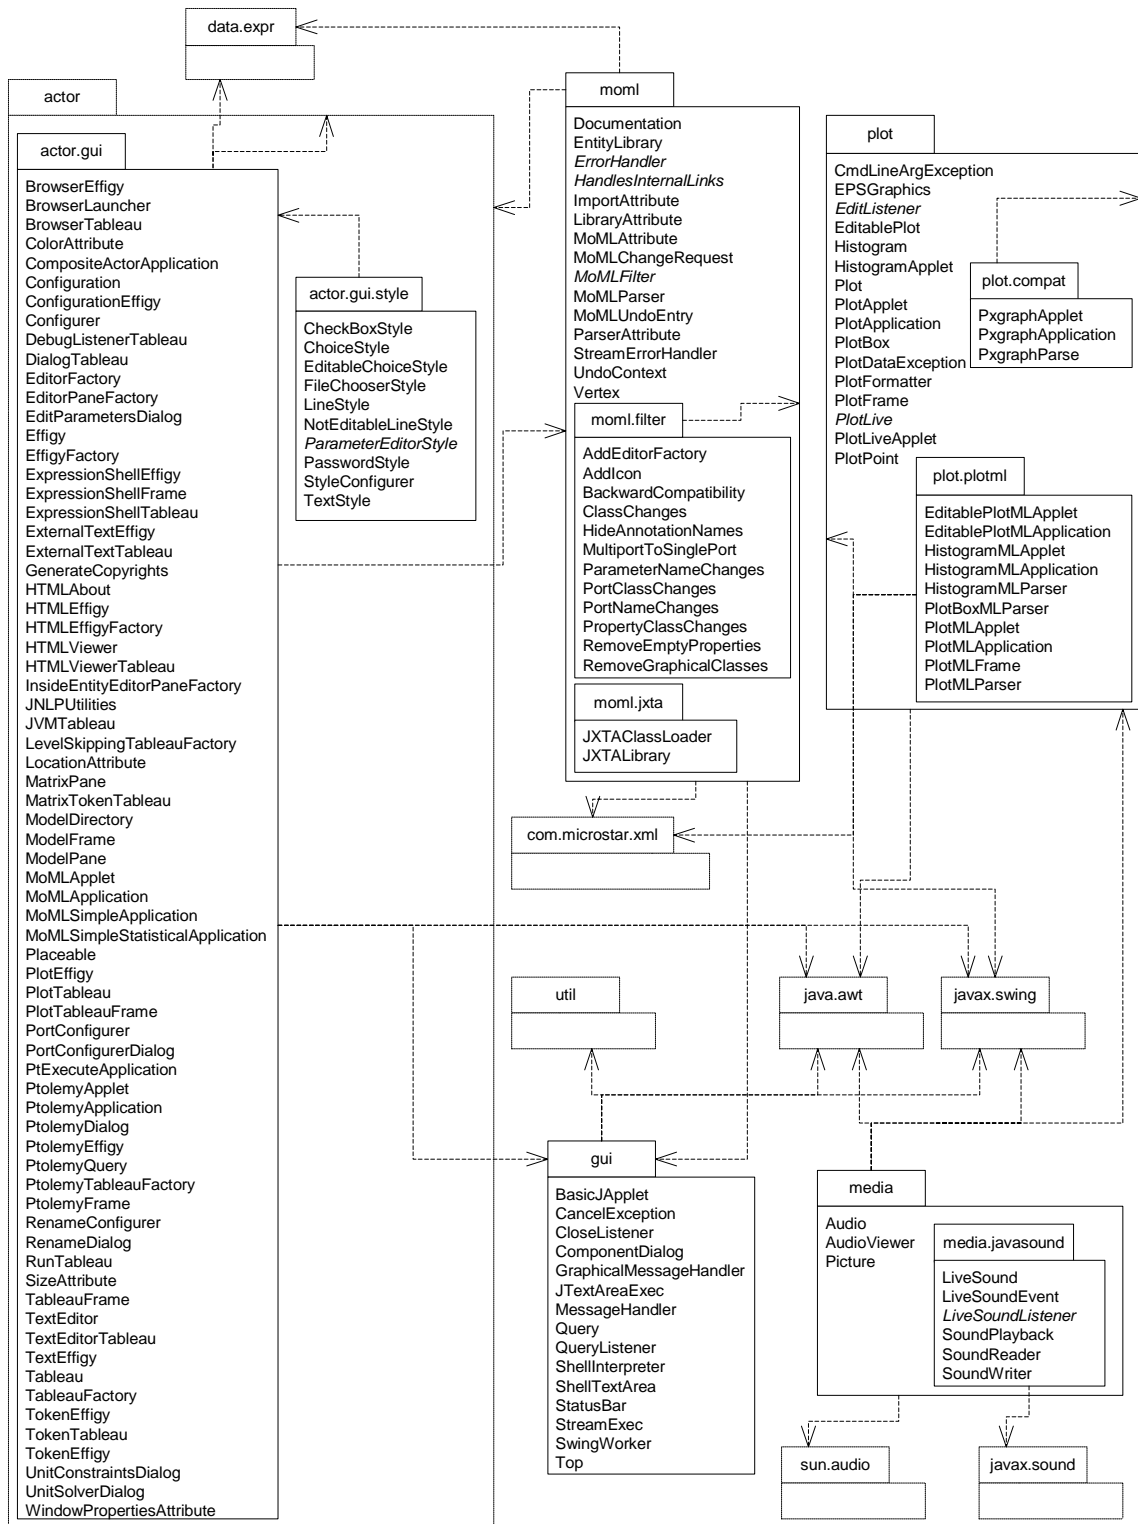 data.expr
actor
actor.gui
BrowserEffigy
BrowserLauncher
BrowserTableau
ColorAttribute
CompositeActorApplication
Configuration
ConfigurationEffigy
Configurer
DebugListenerTableau
DialogTableau
EditorFactory
EditorPaneFactory
EditParametersDialog
Effigy
EffigyFactory
ExpressionShellEffigy
ExpressionShellFrame
ExpressionShellTableau
ExternalTextEffigy
ExternalTextTableau
GenerateCopyrights
HTMLAbout
HTMLEffigy
HTMLEffigyFactory
HTMLViewer
HTMLViewerTableau
InsideEntityEditorPaneFactory
JNLPUtilities
JVMTableau
LevelSkippingTableauFactory
LocationAttribute
MatrixPane
MatrixTokenTableau
ModelDirectory
ModelFrame
ModelPane
MoMLApplet
MoMLApplication
MoMLSimpleApplication
MoMLSimpleStatisticalApplication
Placeable
PlotEffigy
PlotTableau
PlotTableauFrame
PortConfigurer
PortConfigurerDialog
PtExecuteApplication
PtolemyApplet
PtolemyApplication
PtolemyDialog
PtolemyEffigy
PtolemyQuery
PtolemyTableauFactory
PtolemyFrame
RenameConfigurer
RenameDialog
RunTableau
SizeAttribute
TableauFrame
TextEditor
TextEditorTableau
TextEffigy
Tableau
TableauFactory
TokenEffigy
TokenTableau
TokenEffigy
UnitConstraintsDialog
UnitSolverDialog
WindowPropertiesAttribute
actor.gui.style
CheckBoxStyle
ChoiceStyle
EditableChoiceStyle
FileChooserStyle
LineStyle
NotEditableLineStyle
ParameterEditorStyle
PasswordStyle
StyleConfigurer
TextStyle
moml
Documentation
EntityLibrary
ErrorHandler
HandlesInternalLinks
ImportAttribute
LibraryAttribute
MoMLAttribute
MoMLChangeRequest
MoMLFilter
MoMLParser
MoMLUndoEntry
ParserAttribute
StreamErrorHandler
UndoContext
Vertex
moml.filter
AddEditorFactory
AddIcon
BackwardCompatibility
ClassChanges
HideAnnotationNames
MultiportToSinglePort
ParameterNameChanges
PortClassChanges
PortNameChanges
PropertyClassChanges
RemoveEmptyProperties
RemoveGraphicalClasses
moml.jxta
JXTAClassLoader
JXTALibrary
plot
CmdLineArgException
EPSGraphics
EditListener
EditablePlot
Histogram
HistogramApplet
Plot
PlotApplet
PlotApplication
PlotBox
PlotDataException
PlotFormatter
PlotFrame
PlotLive
PlotLiveApplet
PlotPoint
plot.compat
PxgraphApplet
PxgraphApplication
PxgraphParse
plot.plotml
EditablePlotMLApplet
EditablePlotMLApplication
HistogramMLApplet
HistogramMLApplication
HistogramMLParser
PlotBoxMLParser
PlotMLApplet
PlotMLApplication
PlotMLFrame
PlotMLParser
com.microstar.xml
util
java.awt
javax.swing
gui
BasicJApplet
CancelException
CloseListener
ComponentDialog
GraphicalMessageHandler
JTextAreaExec
MessageHandler
Query
QueryListener
ShellInterpreter
ShellTextArea
StatusBar
StreamExec
SwingWorker
Top
media
Audio
AudioViewer
Picture
media.javasound
LiveSound
LiveSoundEvent
LiveSoundListener
SoundPlayback
SoundReader
SoundWriter
sun.audio
javax.sound